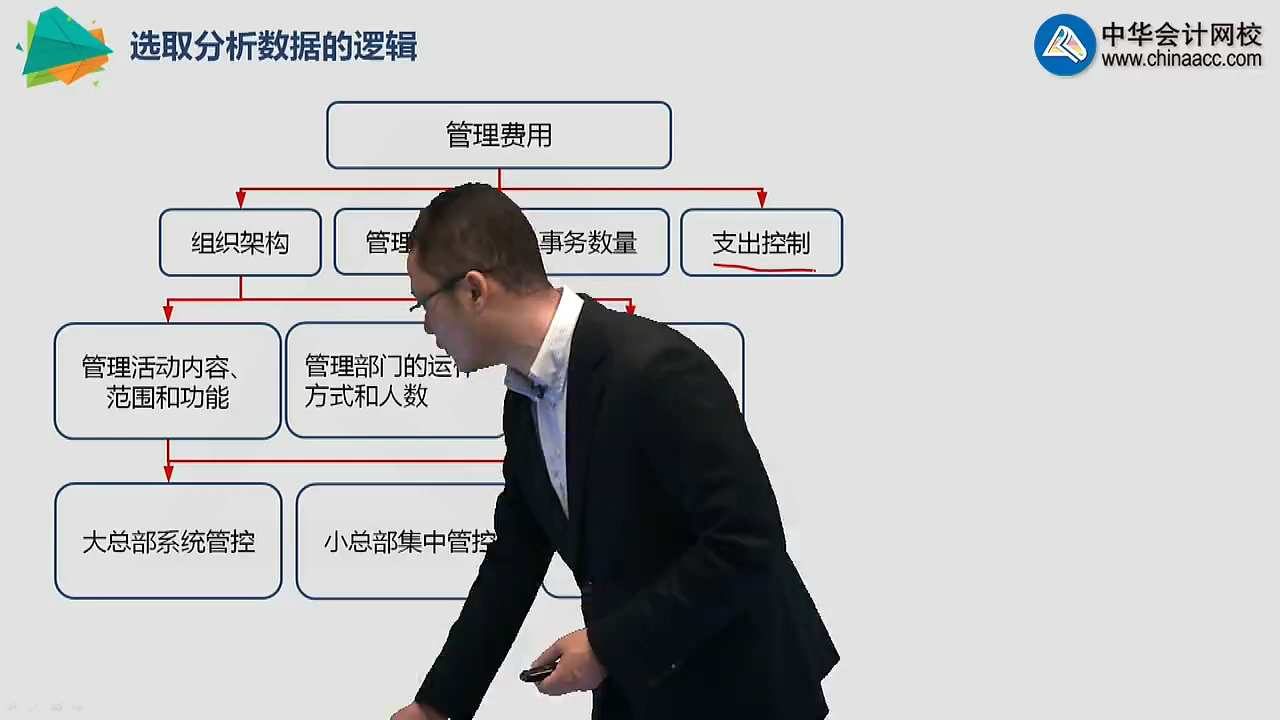 选取分析数据的逻辑
中华会计网校
www.chinaacc.com
管理费用
组织架构
管理
事务数量
支出控制
管理活动内容、
范围和功能
管理部门的运
方式和人数
大总部系统管控
小总部集中管控